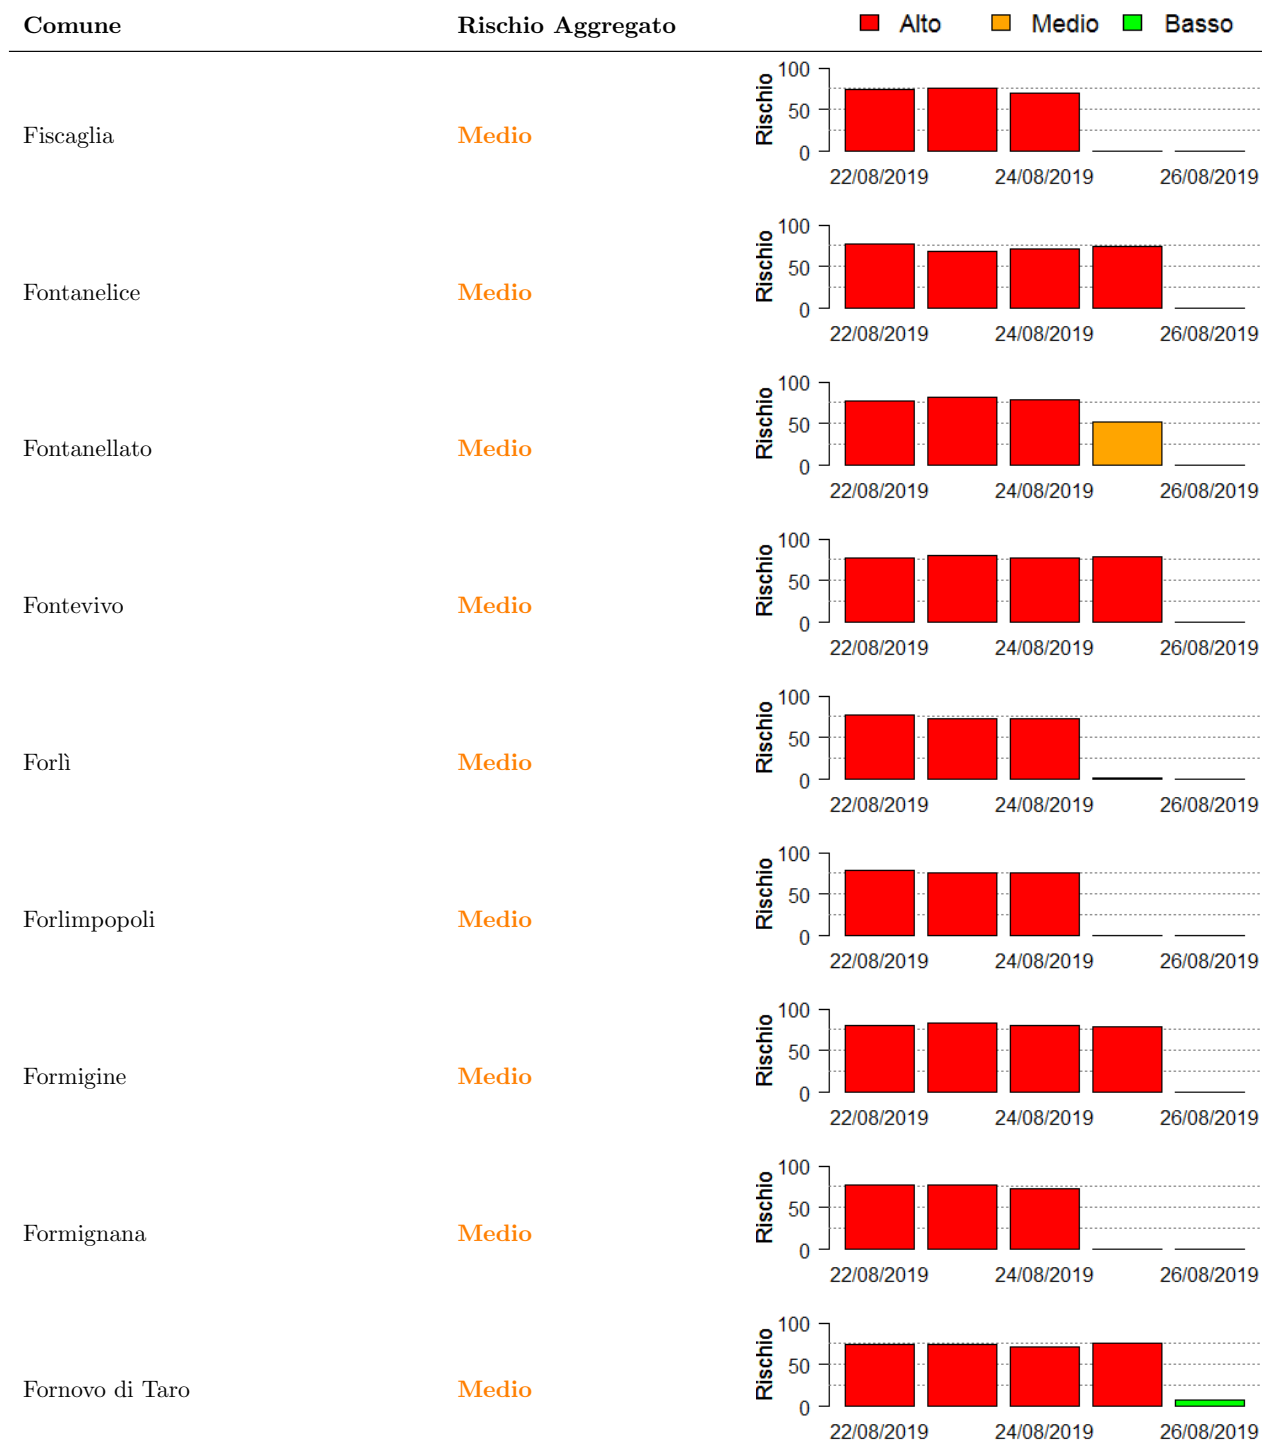 Comune Rischio Aggregato Alto Medio Basso
100
50
0
Rischio
Fiscaglia Medio
22/08/2019 24/08/2019 26/08/2019
100
50
0
Rischio
Fontanelice Medio
22/08/2019 24/08/2019 26/08/2019
100
50
0
Rischio
Fontanellato Medio
22/08/2019 24/08/2019 26/08/2019
100
50
0
Rischio
Fontevivo Medio
22/08/2019 24/08/2019 26/08/2019
100
50
0
Rischio
Forlì Medio
22/08/2019 24/08/2019 26/08/2019
100
50
0
Rischio
Forlimpopoli Medio
22/08/2019 24/08/2019 26/08/2019
100
50
0
Rischio
Formigine Medio
22/08/2019 24/08/2019 26/08/2019
100
50
0
Rischio
Formignana Medio
22/08/2019 24/08/2019 26/08/2019
100
50
0
Rischio
Fornovo di Taro Medio
22/08/2019 24/08/2019 26/08/2019